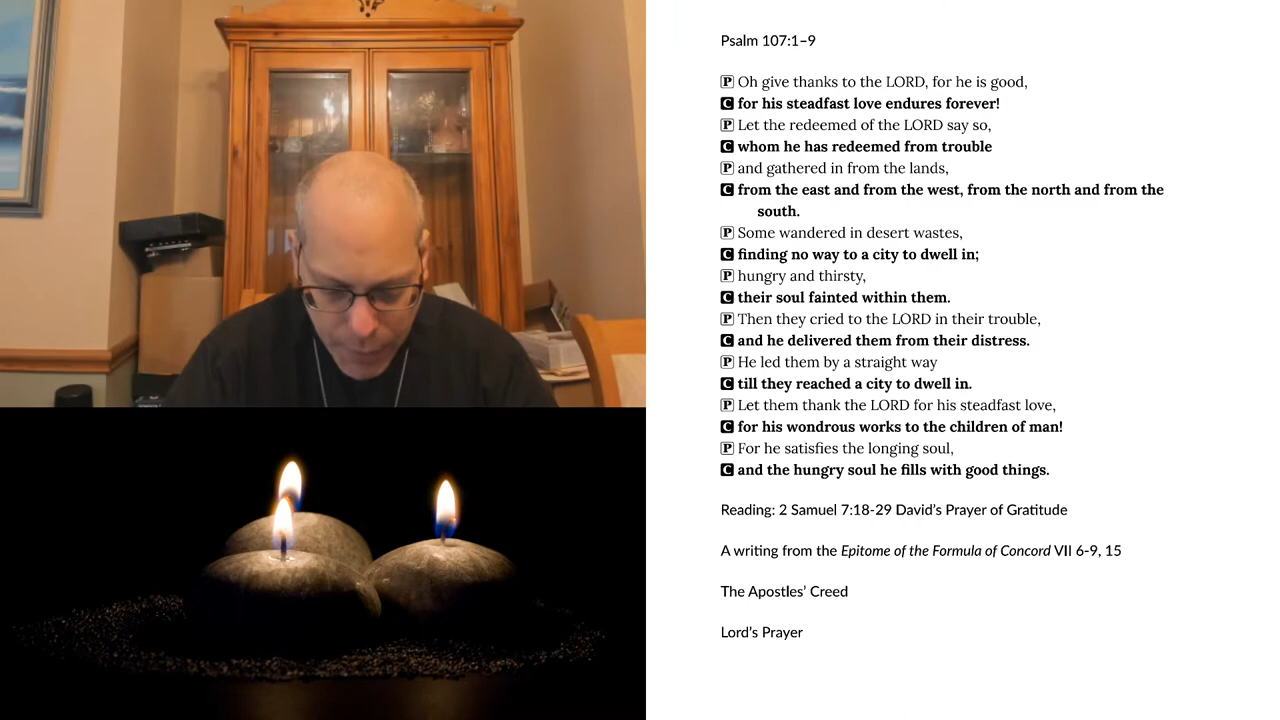 Psalm 107:1–9
P Oh give thanks to the LORD, for he is good,
C for his steadfast love endures forever!
P Let the redeemed of the LORD say so,
C whom he has redeemed from trouble
P and gathered in from the lands,
C from the east and from the west, from the north and from the
south.
P Some wandered in desert wastes,
C finding no way to a city to dwell in;
P hungry and thirsty,
C their soul fainted within them.
P Then they cried to the LORD in their trouble,
C and he delivered them from their distress.
P He led them by a straight way
C till they reached a city to dwell in.
P Let them thank the LORD for his steadfast love,
C for his wondrous works to the children of man!
P For he satisfies the longing soul,
C and the hungry soul he fills with good things.
Reading: 2 Samuel 7:18-29 David’s Prayer of Gratitude
A writing from the Epitome of the Formula of Concord VII 6-9, 15
The Apostles’ Creed
Lord’s Prayer